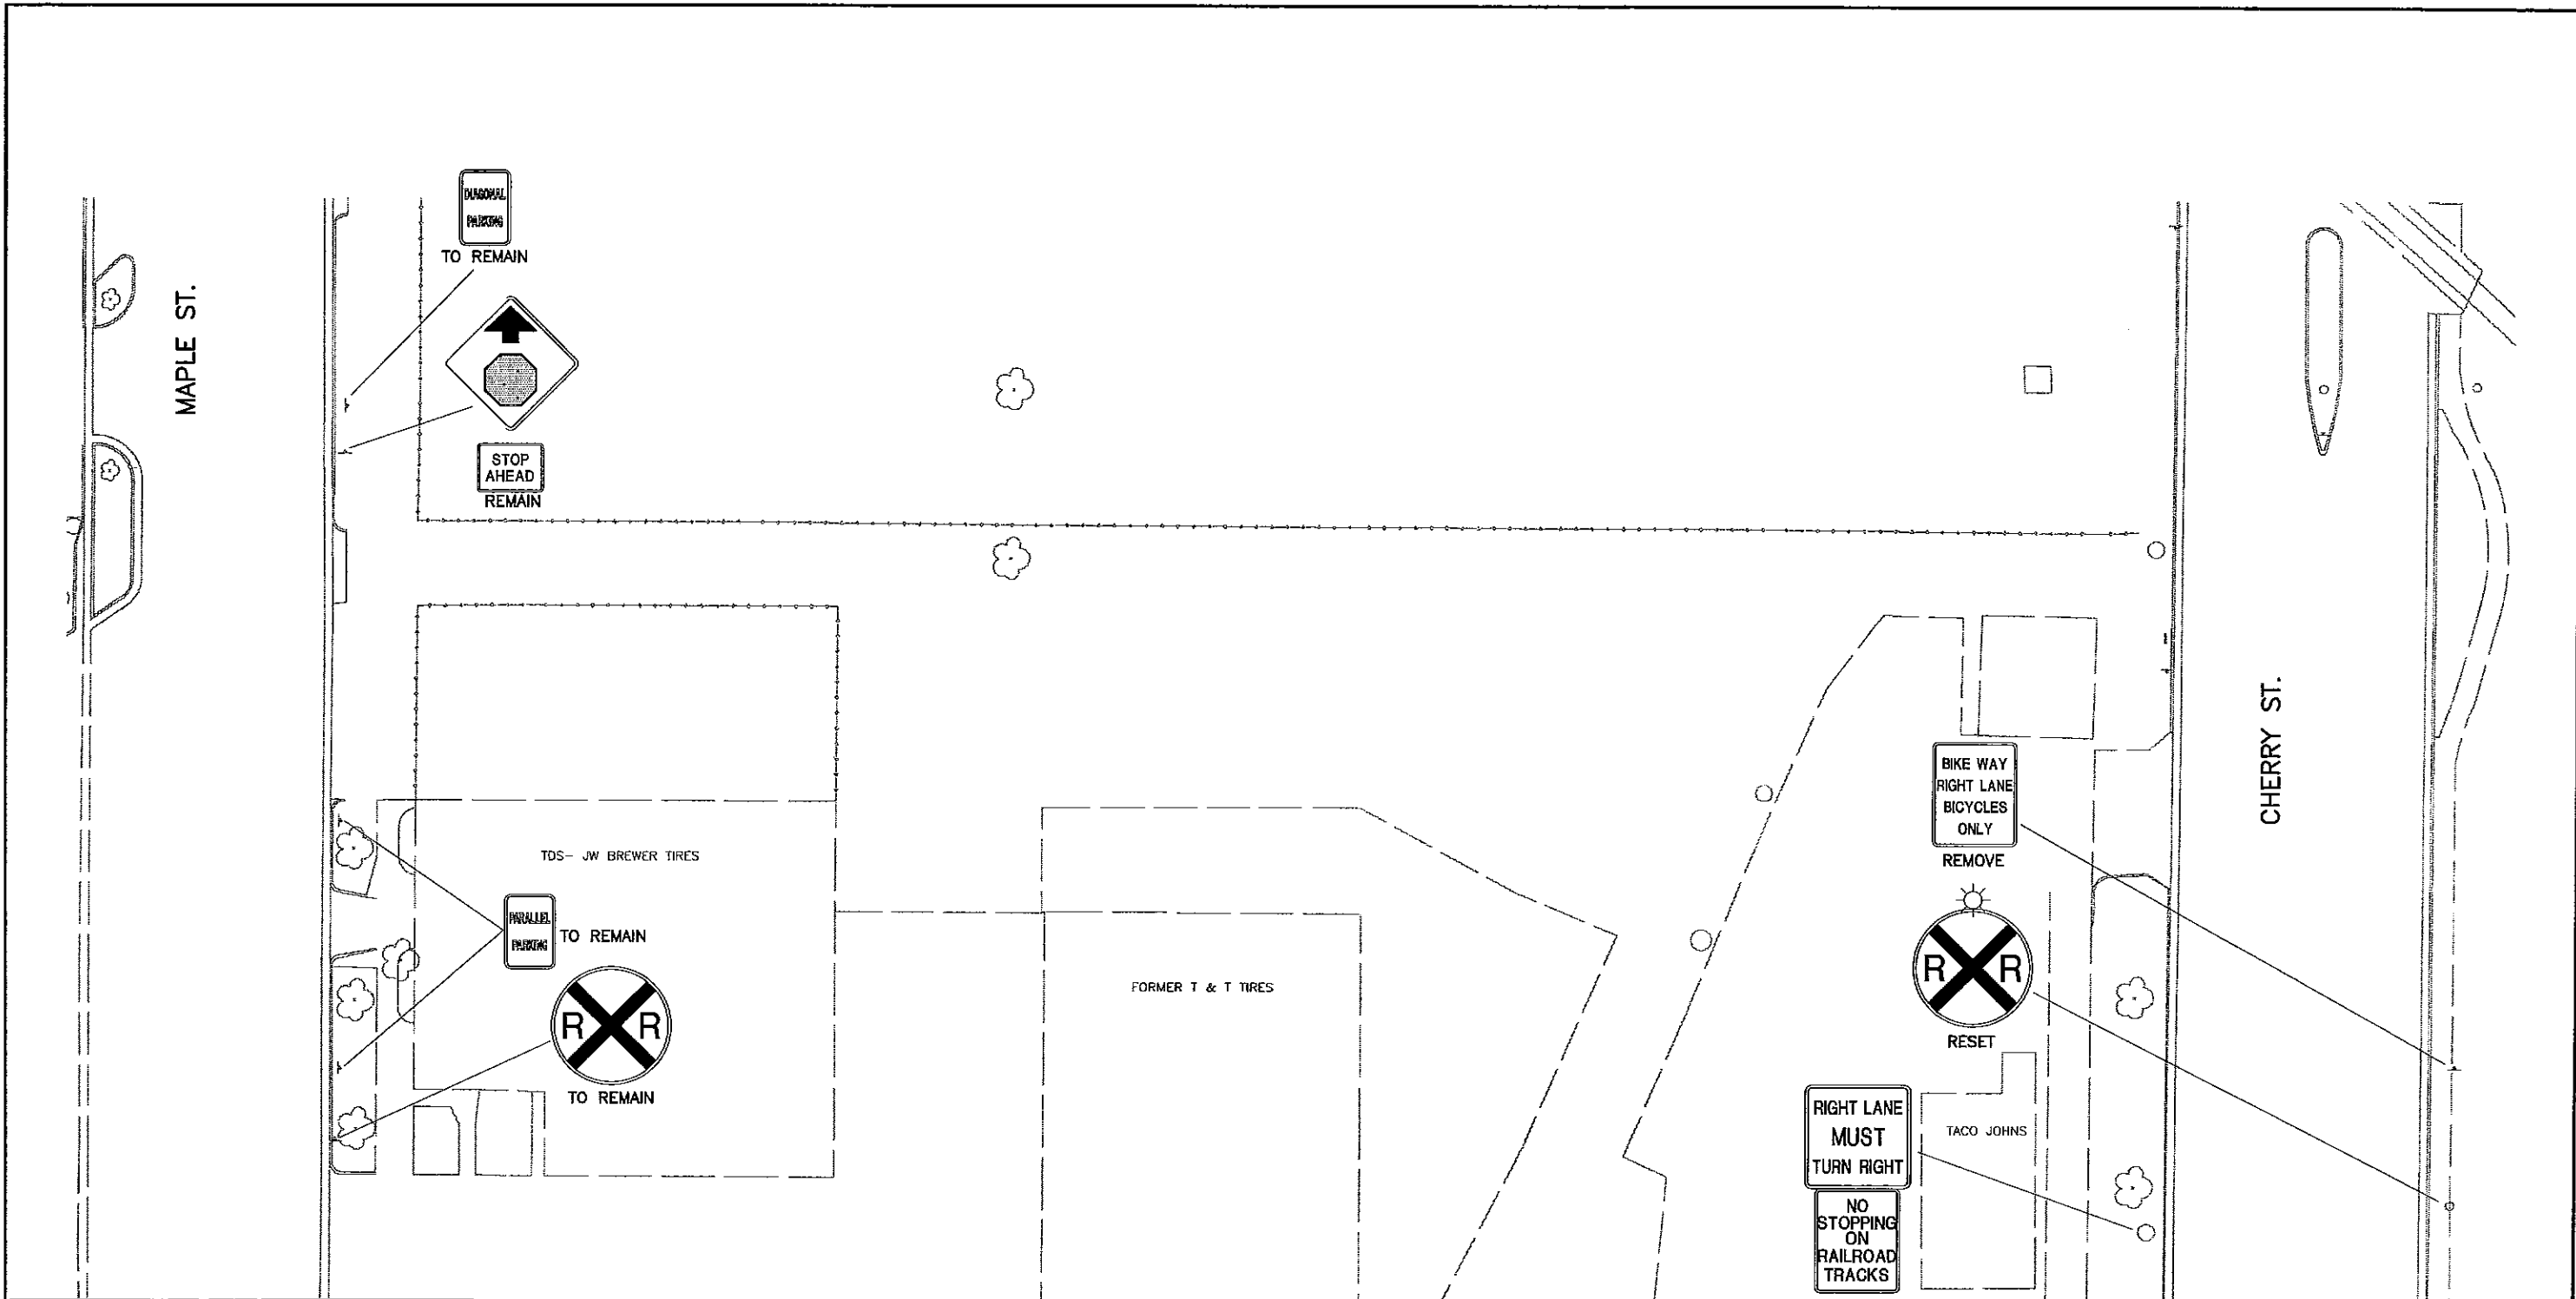 MAPLE ST.
DIAGONAL
PARKING
TO REMAIN
STOP
AHEAD
REMAIN
TDS- JW BREWER TIRES
PARALLEL
PARKING
TO REMAIN
R R
TO REMAIN
FORMER T & T TIRES
CHERRY ST.
BIKE WAY
RIGHT LANE
BICYCLES
ONLY
REMOVE
R R
RESET
RIGHT LANE
MUST
TURN RIGHT
NO
STOPPING
ON
RAILROAD
TRACKS
TACO JOHNS